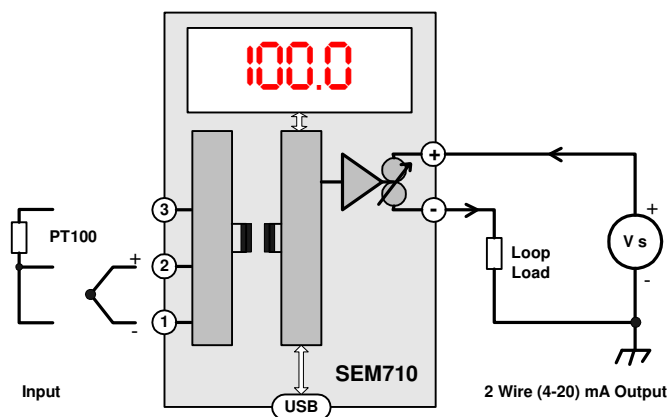 100.0
+
3
-
+
PT100
2
+
V s
Loop
Load
-
1
-
SEM710
Input
2 Wire (4-20) mA Output
USB